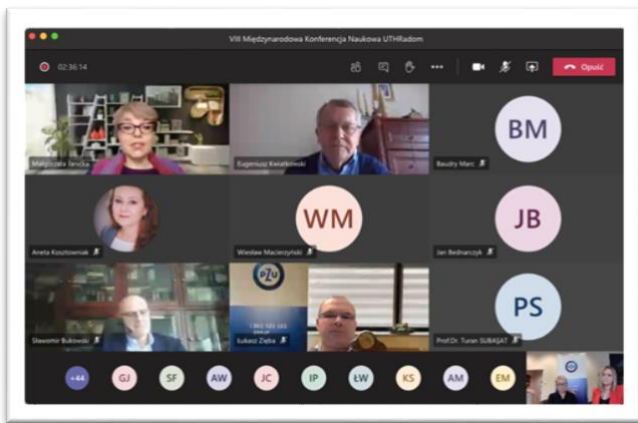 VIII Międzynarodowa Konferencja Naukowa UTHRadom
02:36:14
Opuść
Małgorzata Janicka
Eugeniusz Kwiatkowski
BM
Baudry Marc
Aneta Kosztowniak
WM
Wiesław Macierzyński
JB
Jan Bednarczyk
Sławomir Bukowski
PZU
Łukasz Zięba
PS
Prof.Dr. Turan SUBAŞAT
+44
GJ
SF
AW
JC
IP
ŁW
KS
AM
EM